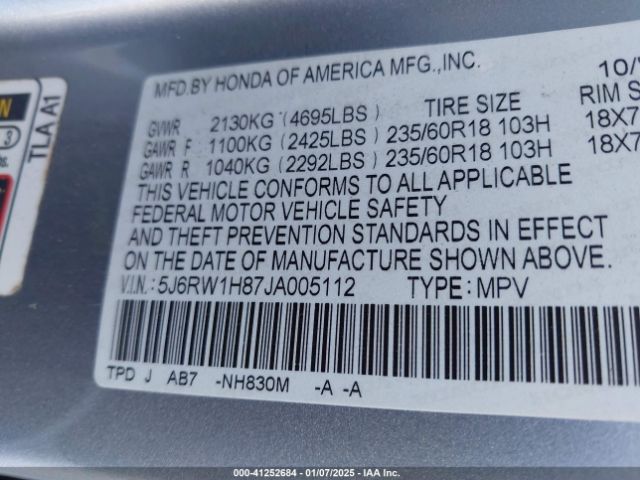 MFD.BY HONDA OF AMERICA MFG.,INC. 10/
GVWR 2130KG (4695LBS) TIRE SIZE RIM S
GAWR F 1100KG (2425LBS) 235/60R18 103H 18X7
GAWR R 1040KG (2292LBS) 235/60R18 103H 18X7
THIS VEHICLE CONFORMS TO ALL APPLICABLE
FEDERAL MOTOR VEHICLE SAFETY
AND THEFT PREVENTION STANDARDS IN EFFECT
ON THE DATE OF MANUFACTURE SHOWN ABOVE.
V.I.N.: 5J6RW1H87JA005112 TYPE: MPV
TPD J AB7 -NH830M -A -A
TLA A1
N
3
bs.
000-41252684 | 01/07/2025 | IAA Inc.